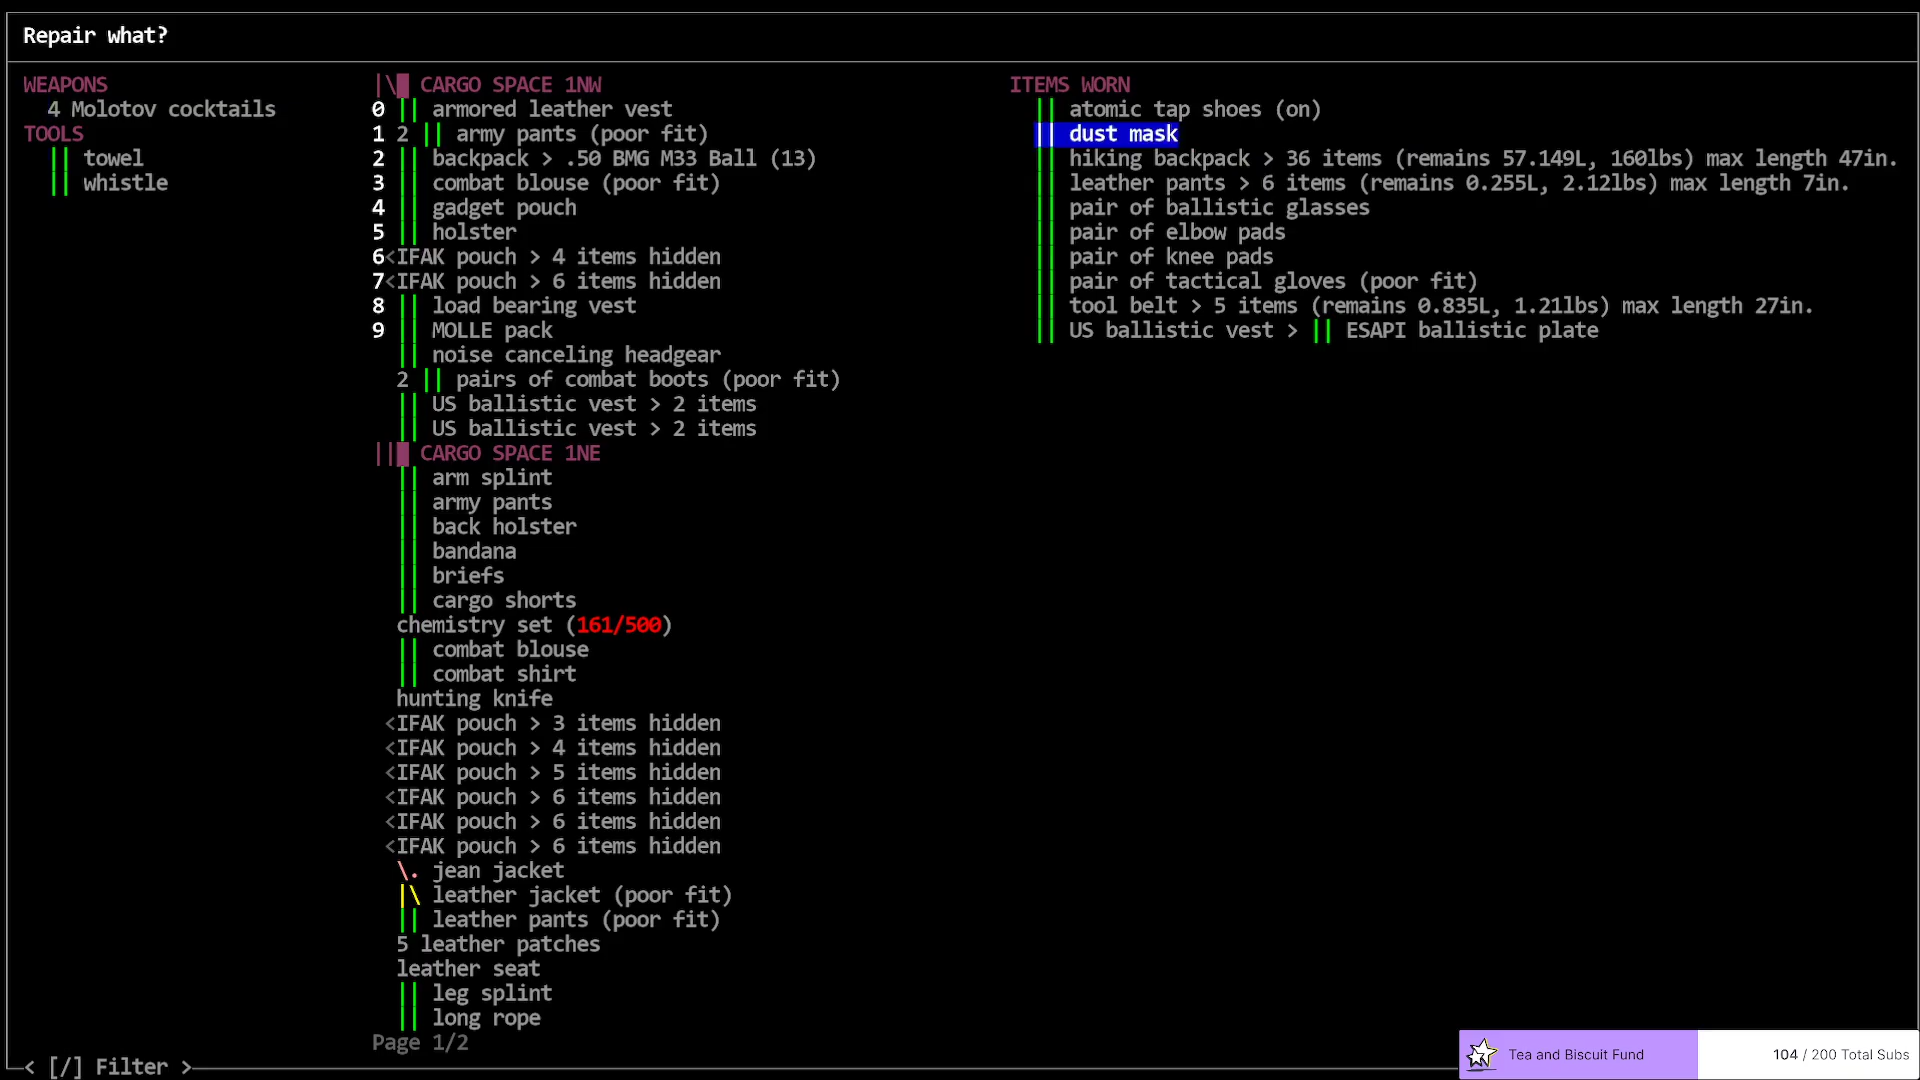 Repair what?
WEAPONS
4 Molotov cocktails
TOOLS
|| towel
|| whistle
|\ CARGO SPACE 1NW
0 || armored leather vest
1 2 || army pants (poor fit)
2 || backpack > .50 BMG M33 Ball (13)
3 || combat blouse (poor fit)
4 || gadget pouch
5 || holster
6<IFAK pouch > 4 items hidden
7<IFAK pouch > 6 items hidden
8 || load bearing vest
9 || MOLLE pack
|| noise canceling headgear
2 || pairs of combat boots (poor fit)
|| US ballistic vest > 2 items
|| US ballistic vest > 2 items
|| CARGO SPACE 1NE
|| arm splint
|| army pants
|| back holster
|| bandana
|| briefs
|| cargo shorts
chemistry set (161/500)
|| combat blouse
|| combat shirt
hunting knife
<IFAK pouch > 3 items hidden
<IFAK pouch > 4 items hidden
<IFAK pouch > 5 items hidden
<IFAK pouch > 6 items hidden
<IFAK pouch > 6 items hidden
<IFAK pouch > 6 items hidden
\. jean jacket
|\ leather jacket (poor fit)
|| leather pants (poor fit)
5 leather patches
leather seat
|| leg splint
|| long rope
Page 1/2
ITEMS WORN
|| atomic tap shoes (on)
|| dust mask
|| hiking backpack > 36 items (remains 57.149L, 160lbs) max length 47in.
|| leather pants > 6 items (remains 0.255L, 2.12lbs) max length 7in.
|| pair of ballistic glasses
|| pair of elbow pads
|| pair of knee pads
|| pair of tactical gloves (poor fit)
|| tool belt > 5 items (remains 0.835L, 1.21lbs) max length 27in.
|| US ballistic vest > || ESAPI ballistic plate
< [/] Filter >
Tea and Biscuit Fund
104 / 200 Total Subs